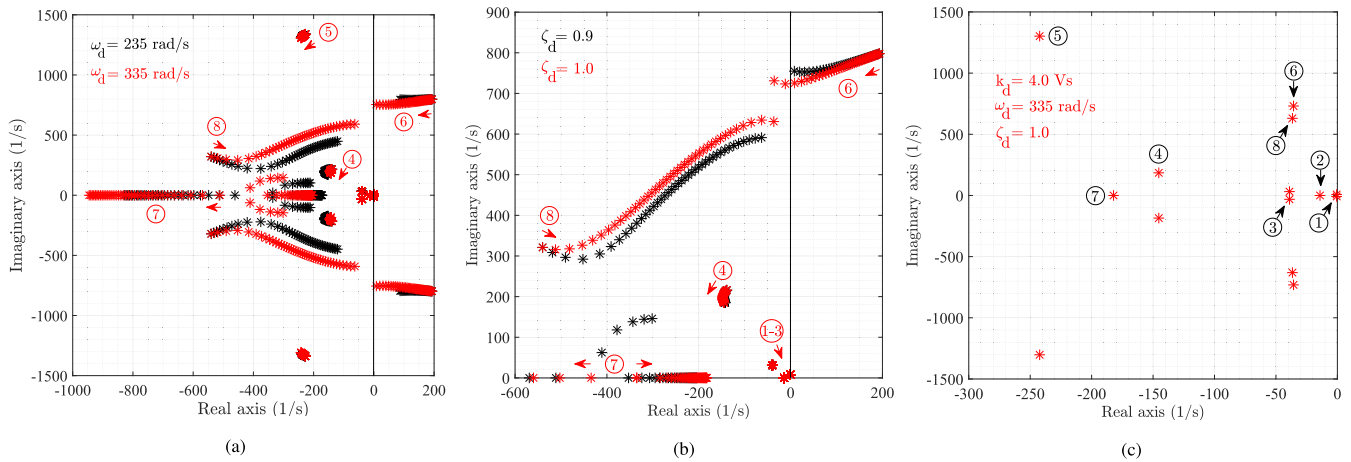 1500
1000
500
0
-500
-1000
-1500
Imaginary axis (1/s)
ω_d = 235 rad/s
ω_d = 335 rad/s
5
8
6
4
7
-1000 -800 -600 -400 -200 0 200
Real axis (1/s)
(a)
900
800
700
600
500
400
300
200
100
0
Imaginary axis (1/s)
ζ_d = 0.9
ζ_d = 1.0
6
8
4
1-3
7
-600 -400 -200 0 200
Real axis (1/s)
(b)
1500
1000
500
0
-500
-1000
-1500
Imaginary axis (1/s)
5
k_d = 4.0 Vs
ω_d = 335 rad/s
ζ_d = 1.0
6
8
4
2
7
3
1
-300 -250 -200 -150 -100 -50 0
Real axis (1/s)
(c)